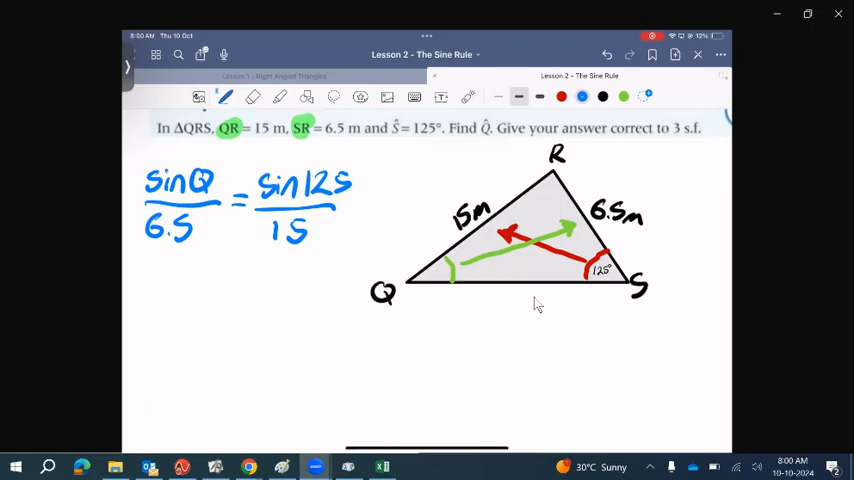 8:00 AM Thu 10 Oct
12%
Lesson 2 - The Sine Rule
Lesson 1 - Right Angled Triangles
Lesson 2 - The Sine Rule
In ΔQRS, QR = 15 m, SR = 6.5 m and Ŝ = 125°. Find Q̂. Give your answer correct to 3 s.f.
sinQ = sin125
6.5 15
R
15m
6.5m
125°
Q
S
30°C Sunny
8:00 AM
10-10-2024
2